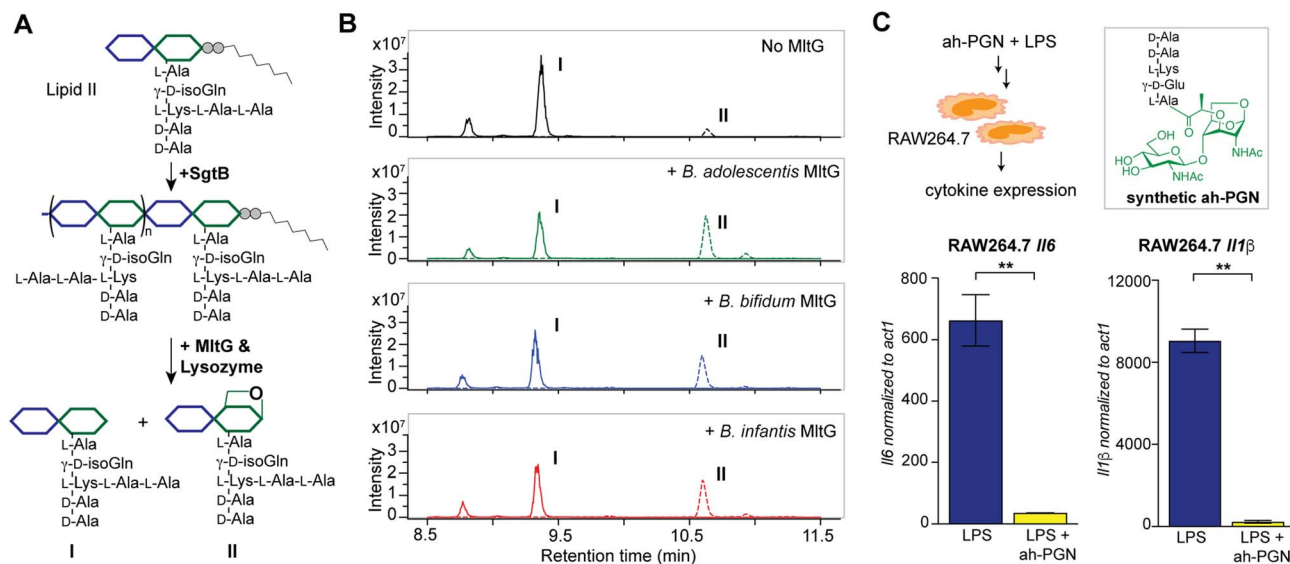 A
Lipid II
L-Ala
γ-D-isoGln
L-Lys-L-Ala-L-Ala
D-Ala
D-Ala
+SgtB
n
L-Ala
γ-D-isoGln
L-Ala-L-Ala-L-Lys
D-Ala
D-Ala
L-Ala
γ-D-isoGln
L-Lys-L-Ala-L-Ala
D-Ala
D-Ala
+ MltG &
Lysozyme
+
O
L-Ala
γ-D-isoGln
L-Lys-L-Ala-L-Ala
D-Ala
D-Ala
I
L-Ala
γ-D-isoGln
L-Lys-L-Ala-L-Ala
D-Ala
D-Ala
II
B
x10⁷
Intensity
3
2
1
0
No MltG
I
II
x10⁷
Intensity
3
2
1
0
+ B. adolescentis MltG
I
II
x10⁷
Intensity
3
2
1
0
+ B. bifidum MltG
I
II
x10⁷
Intensity
3
2
1
0
+ B. infantis MltG
I
II
8.5 9.5 10.5 11.5
Retention time (min)
C
ah-PGN + LPS
RAW264.7
cytokine expression
D-Ala
D-Ala
L-Lys
γ-D-Glu
L-Ala
O
O
O
O
OH
HO
HO
O
O
NHAc
NHAc
synthetic ah-PGN
RAW264.7 Il6
**
Il6 normalized to act1
800
600
400
200
0
LPS
LPS +
ah-PGN
RAW264.7 Il1β
**
Il1β normalized to act1
12000
8000
4000
0
LPS
LPS +
ah-PGN